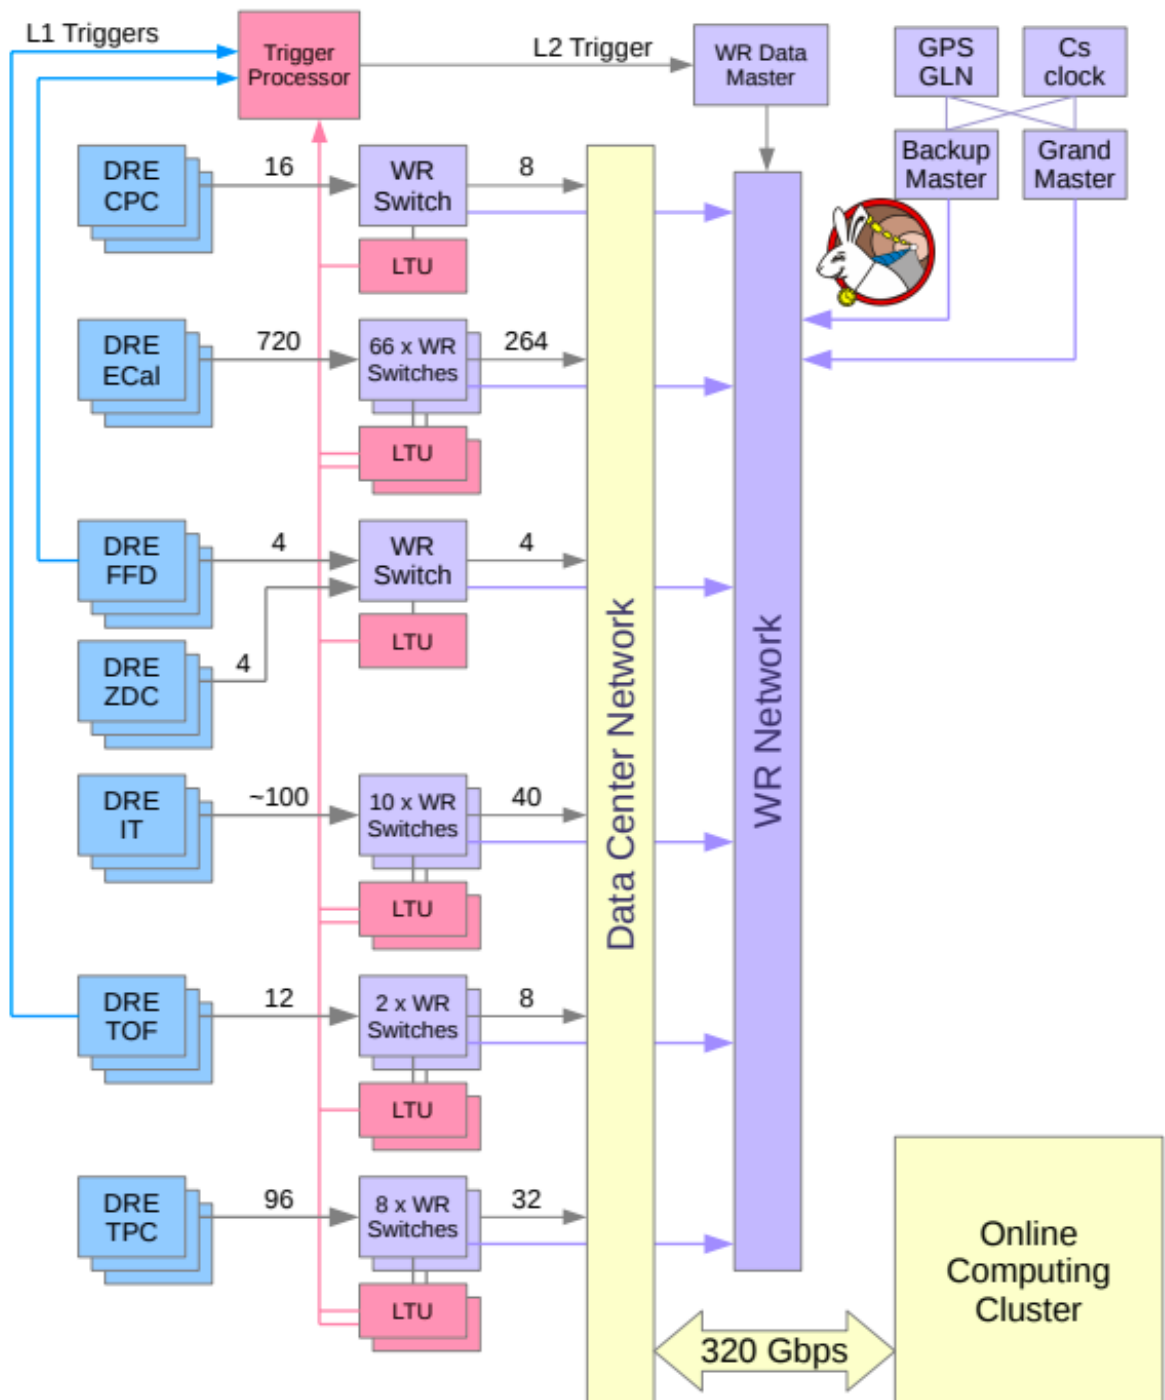 L1 Triggers
Trigger
Processor
L2 Trigger
WR Data
Master
GPS
GLN
Cs
clock
Backup
Master
Grand
Master
DRE
CPC
16
WR
Switch
8
LTU
DRE
ECal
720
66 x WR
Switches
264
LTU
DRE
FFD
4
WR
Switch
4
LTU
DRE
ZDC
4
DRE
IT
~100
10 x WR
Switches
40
LTU
DRE
TOF
12
2 x WR
Switches
8
LTU
DRE
TPC
96
8 x WR
Switches
32
LTU
Data Center Network
WR Network
320 Gbps
Online
Computing
Cluster